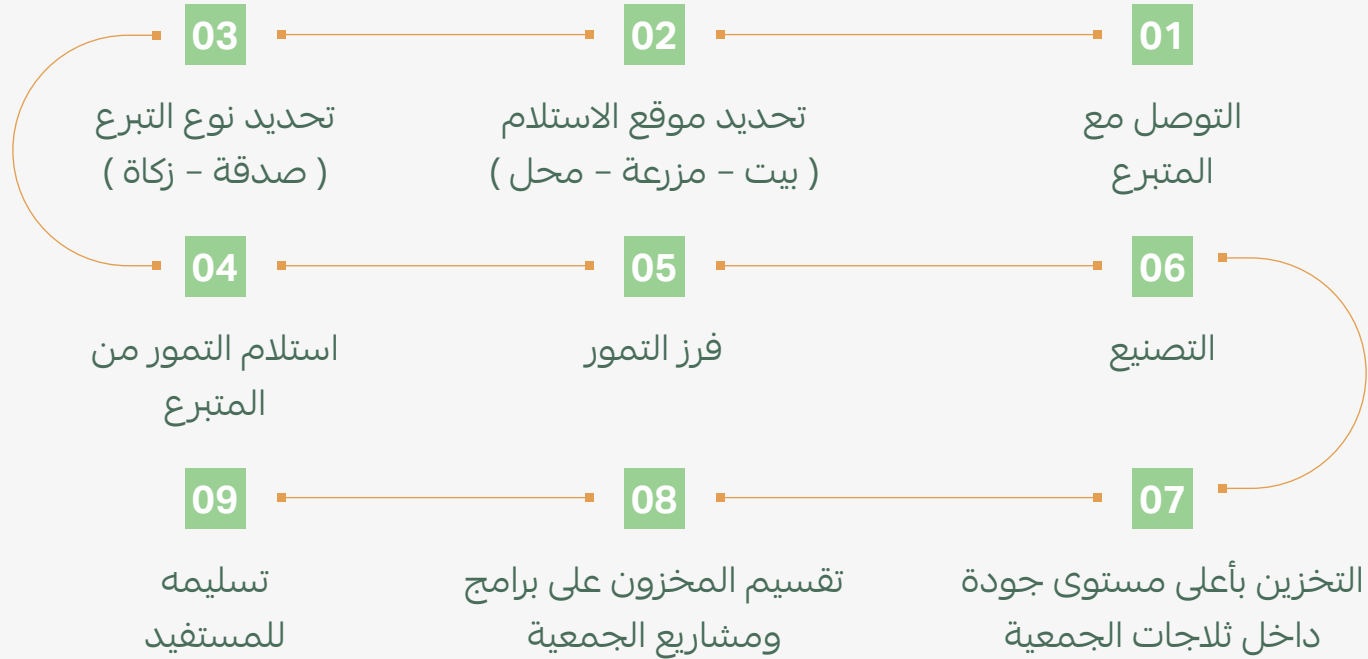 01
التوصل مع
المتبرع
02
تحديد موقع الاستلام
( بيت - مزرعة - محل )
03
تحديد نوع التبرع
( صدقة - زكاة )
04
استلام التمور من
المتبرع
05
فرز التمور
06
التصنيع
07
التخزين بأعلى مستوى جودة
داخل ثلاجات الجمعية
08
تقسيم المخزون على برامج
ومشاريع الجمعية
09
تسليمه
للمستفيد